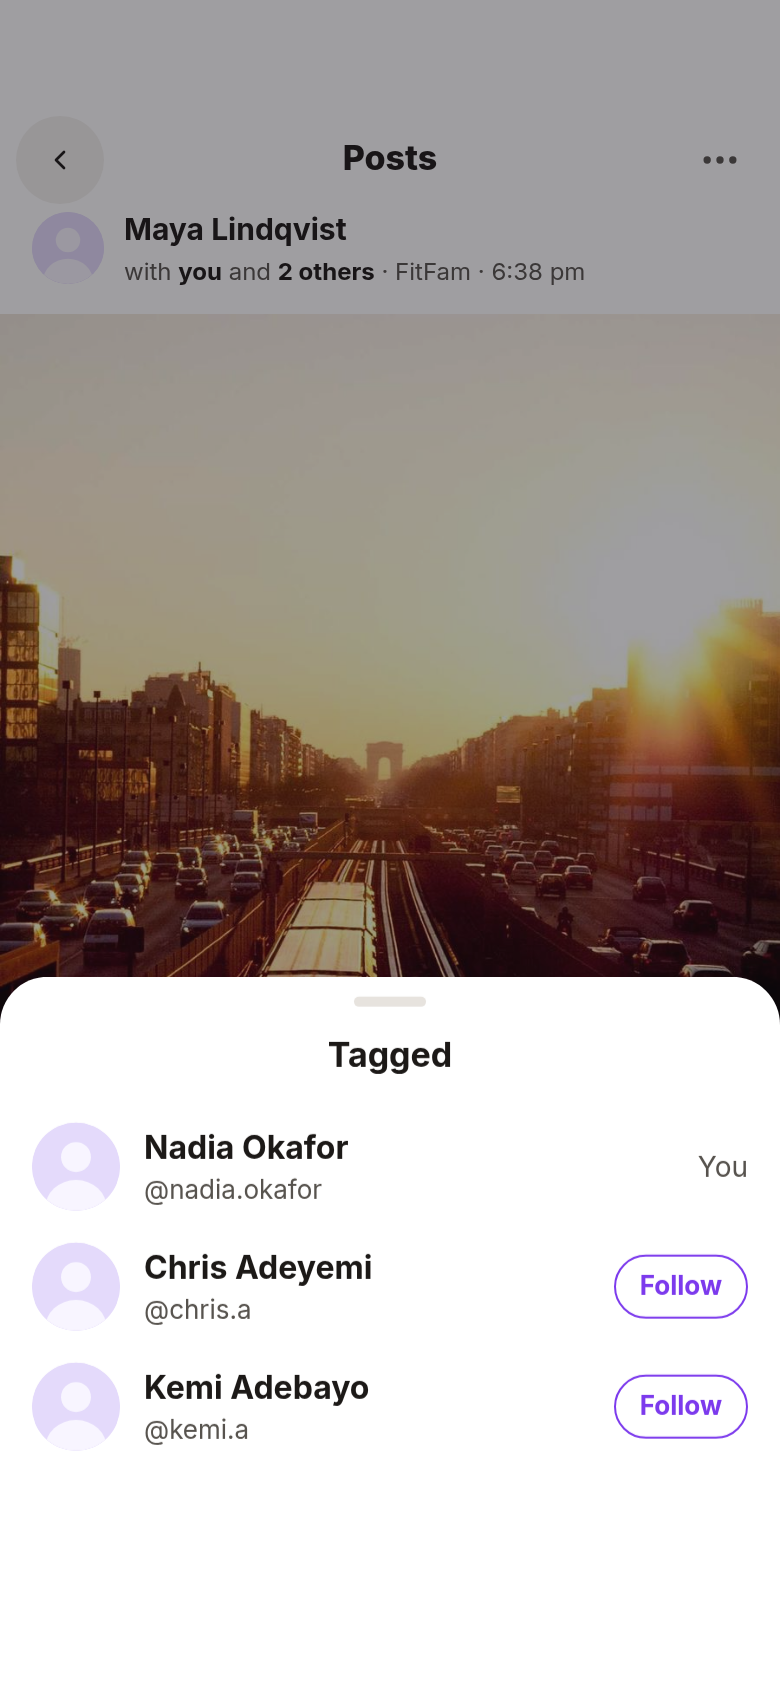 Posts
Maya Lindqvist
with you and 2 others · FitFam · 6:38 pm
Tagged
Nadia Okafor
@nadia.okafor
You
Chris Adeyemi
@chris.a
Follow
Kemi Adebayo
@kemi.a
Follow